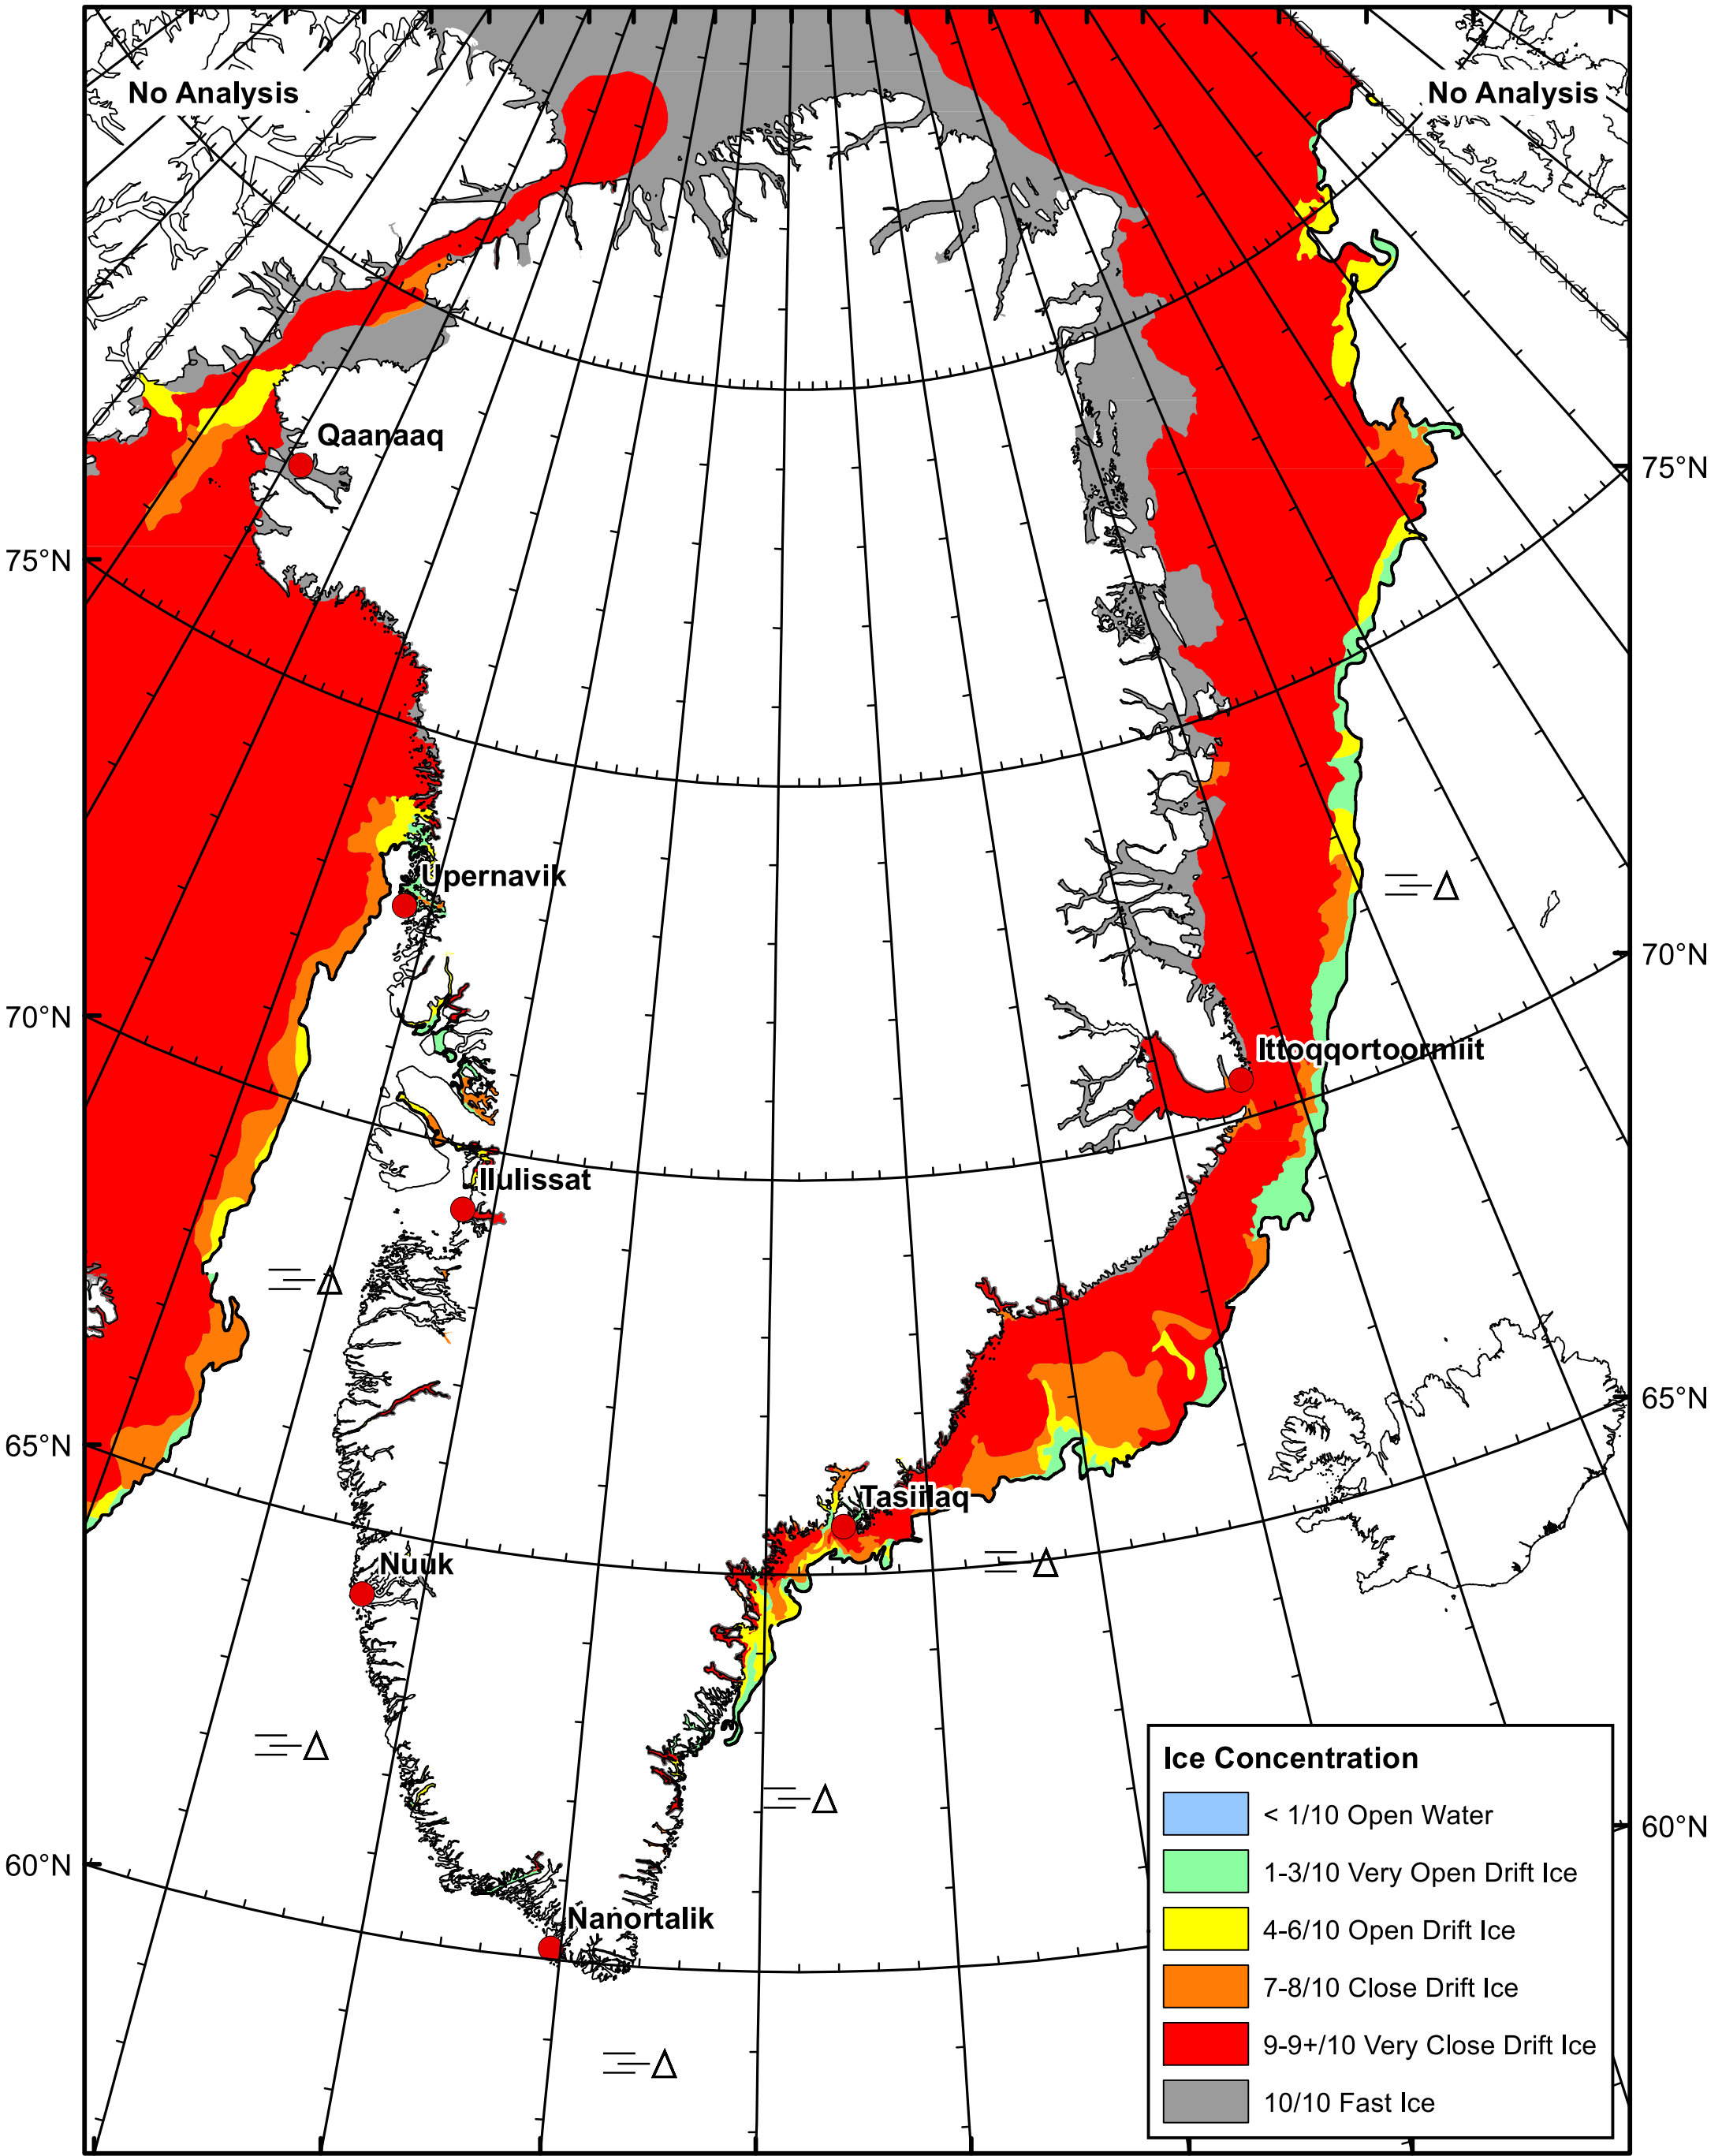 No Analysis
No Analysis
Qaanaaq
75°N
75°N
Upernavik
70°N
70°N
Ittoqqortoormiit
Ilulissat
65°N
65°N
Tasiilaq
Nuuk
60°N
60°N
Nanortalik
Ice Concentration
< 1/10 Open Water
1-3/10 Very Open Drift Ice
4-6/10 Open Drift Ice
7-8/10 Close Drift Ice
9-9+/10 Very Close Drift Ice
10/10 Fast Ice